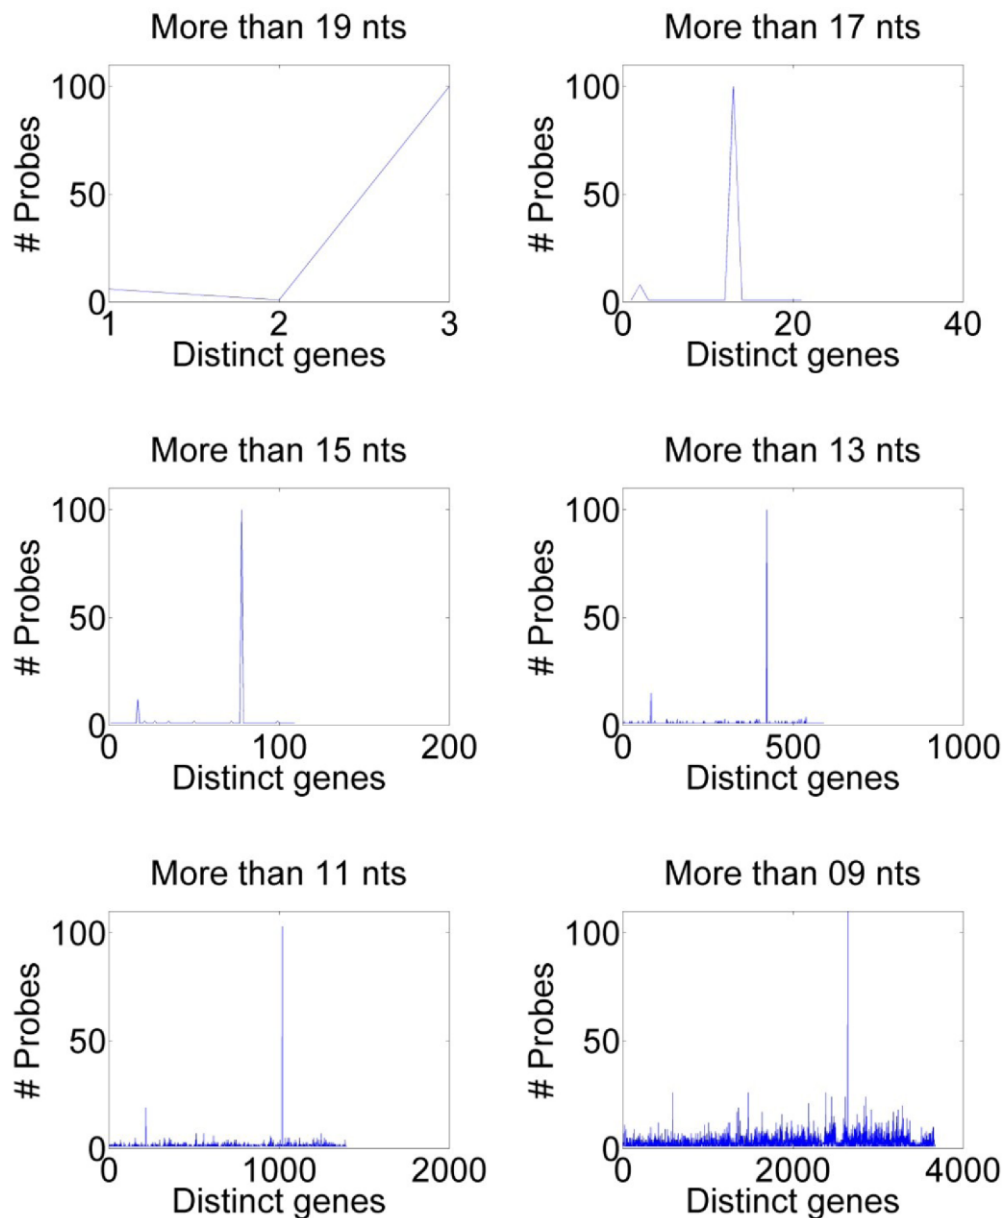 More than 19 nts
# Probes
100
50
0
1 2 3
Distinct genes
More than 17 nts
# Probes
100
50
0
0 20 40
Distinct genes
More than 15 nts
# Probes
100
50
0
0 100 200
Distinct genes
More than 13 nts
# Probes
100
50
0
0 500 1000
Distinct genes
More than 11 nts
# Probes
100
50
0
0 1000 2000
Distinct genes
More than 09 nts
# Probes
100
50
0
0 2000 4000
Distinct genes